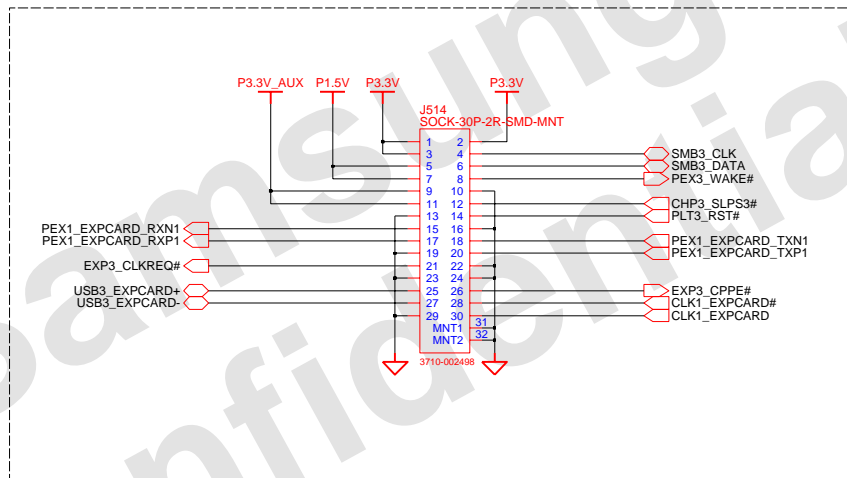 Samsung
Confidential
P3.3V_AUX P1.5V P3.3V P3.3V
J514
SOCK-30P-2R-SMD-MNT
1 2
3 4 SMB3_CLK
5 6 SMB3_DATA
7 8 PEX3_WAKE#
9 10
11 12 CHP3_SLPS3#
13 14 PLT3_RST#
PEX1_EXPCARD_RXN1 15 16
PEX1_EXPCARD_RXP1 17 18 PEX1_EXPCARD_TXN1
19 20 PEX1_EXPCARD_TXP1
EXP3_CLKREQ# 21 22
23 24
USB3_EXPCARD+ 25 26 EXP3_CPPE#
USB3_EXPCARD- 27 28 CLK1_EXPCARD#
29 30 CLK1_EXPCARD
MNT1 31
MNT2 32
3710-002498